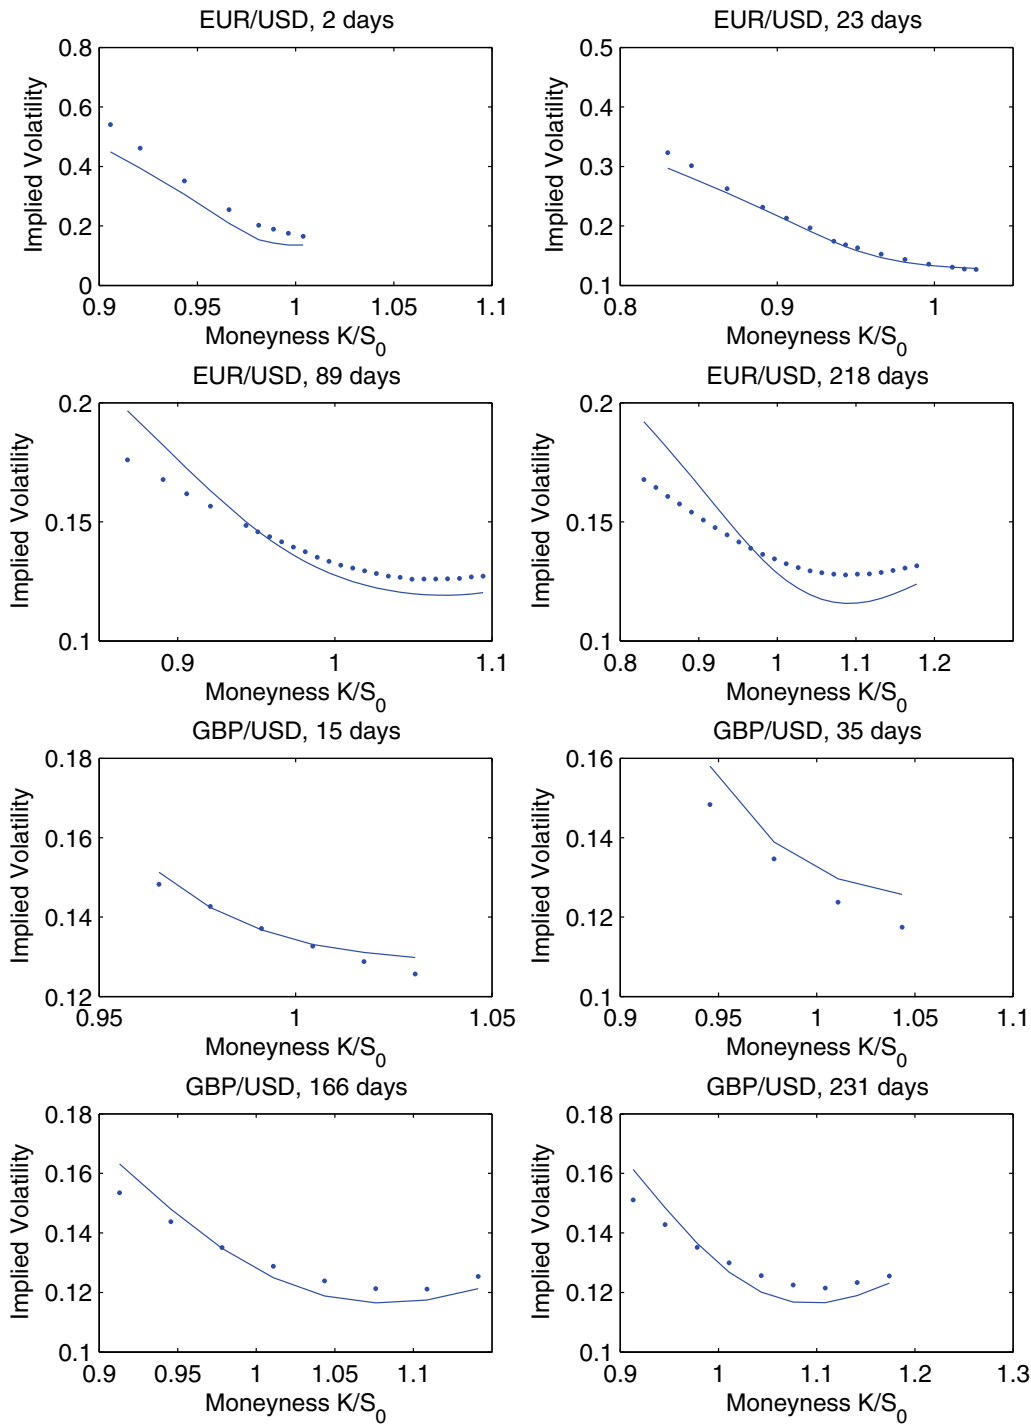 EUR/USD, 2 days
0.8
0.6
0.4
0.2
0
Implied Volatility
0.9 0.95 1 1.05 1.1
Moneyness K/S0
EUR/USD, 23 days
0.5
0.4
0.3
0.2
0.1
Implied Volatility
0.8 0.9 1
Moneyness K/S0
EUR/USD, 89 days
0.2
0.15
0.1
Implied Volatility
0.9 1 1.1
Moneyness K/S0
EUR/USD, 218 days
0.2
0.15
0.1
Implied Volatility
0.8 0.9 1 1.1 1.2
Moneyness K/S0
GBP/USD, 15 days
0.18
0.16
0.14
0.12
Implied Volatility
0.95 1 1.05
Moneyness K/S0
GBP/USD, 35 days
0.16
0.14
0.12
0.1
Implied Volatility
0.9 0.95 1 1.05 1.1
Moneyness K/S0
GBP/USD, 166 days
0.18
0.16
0.14
0.12
0.1
Implied Volatility
0.9 0.95 1 1.05 1.1
Moneyness K/S0
GBP/USD, 231 days
0.18
0.16
0.14
0.12
0.1
Implied Volatility
0.9 1 1.1 1.2 1.3
Moneyness K/S0